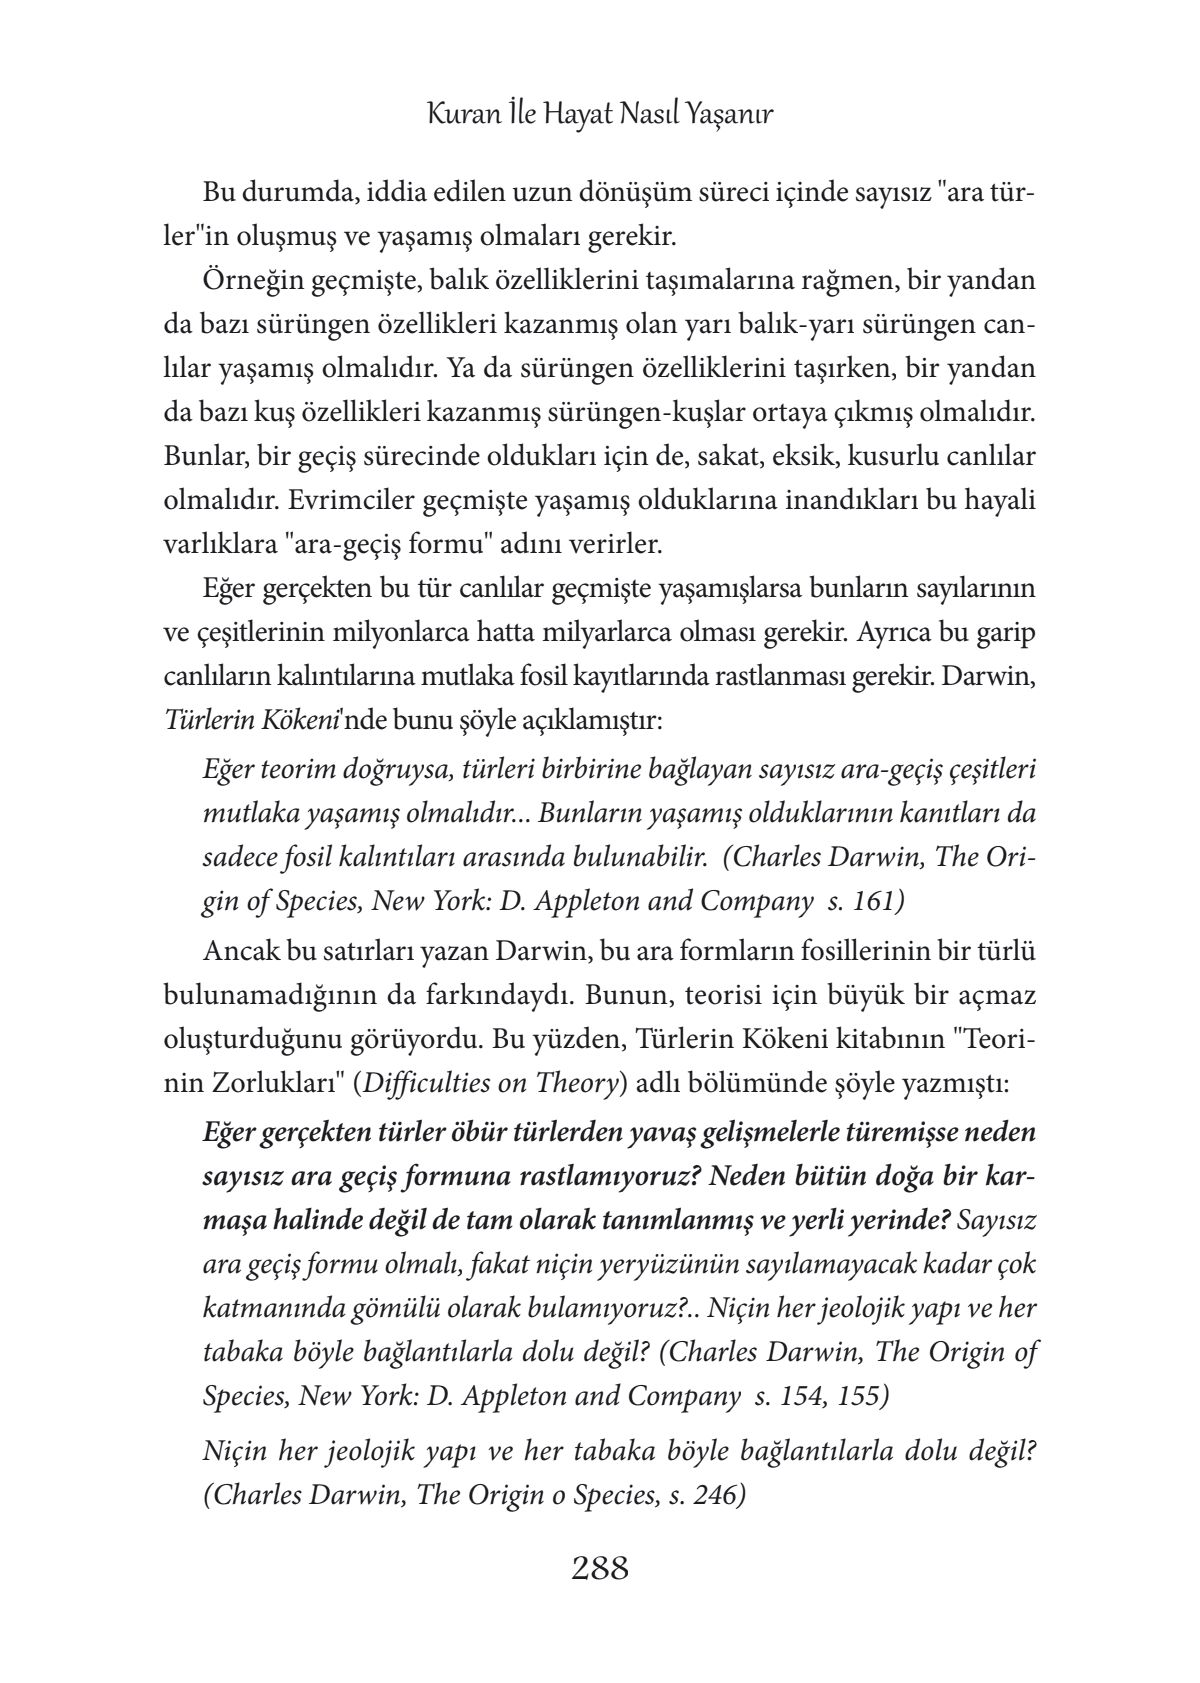 Kuran İle Hayat Nasıl Yaşanır
Bu durumda, iddia edilen uzun dönüşüm süreci içinde sayısız "ara tür-
ler"in oluşmuş ve yaşamış olmaları gerekir.
Örneğin geçmişte, balık özelliklerini taşımalarına rağmen, bir yandan
da bazı sürüngen özellikleri kazanmış olan yarı balık-yarı sürüngen can-
lılar yaşamış olmalıdır. Ya da sürüngen özelliklerini taşırken, bir yandan
da bazı kuş özellikleri kazanmış sürüngen-kuşlar ortaya çıkmış olmalıdır.
Bunlar, bir geçiş sürecinde oldukları için de, sakat, eksik, kusurlu canlılar
olmalıdır. Evrimciler geçmişte yaşamış olduklarına inandıkları bu hayali
varlıklara "ara-geçiş formu" adını verirler.
Eğer gerçekten bu tür canlılar geçmişte yaşamışlarsa bunların sayılarının
ve çeşitlerinin milyonlarca hatta milyarlarca olması gerekir. Ayrıca bu garip
canlıların kalıntılarına mutlaka fosil kayıtlarında rastlanması gerekir. Darwin,
Türlerin Kökeni'nde bunu şöyle açıklamıştır:
Eğer teorim doğruysa, türleri birbirine bağlayan sayısız ara-geçiş çeşitleri
mutlaka yaşamış olmalıdır... Bunların yaşamış olduklarının kanıtları da
sadece fosil kalıntıları arasında bulunabilir. (Charles Darwin, The Ori-
gin of Species, New York: D. Appleton and Company s. 161)
Ancak bu satırları yazan Darwin, bu ara formların fosillerinin bir türlü
bulunamadığının da farkındaydı. Bunun, teorisi için büyük bir açmaz
oluşturduğunu görüyordu. Bu yüzden, Türlerin Kökeni kitabının "Teori-
nin Zorlukları" (Difficulties on Theory) adlı bölümünde şöyle yazmıştı:
Eğer gerçekten türler öbür türlerden yavaş gelişmelerle türemişse neden
sayısız ara geçiş formuna rastlamıyoruz? Neden bütün doğa bir kar-
maşa halinde değil de tam olarak tanımlanmış ve yerli yerinde? Sayısız
ara geçiş formu olmalı, fakat niçin yeryüzünün sayılamayacak kadar çok
katmanında gömülü olarak bulamıyoruz?.. Niçin her jeolojik yapı ve her
tabaka böyle bağlantılarla dolu değil? (Charles Darwin, The Origin of
Species, New York: D. Appleton and Company s. 154, 155)
Niçin her jeolojik yapı ve her tabaka böyle bağlantılarla dolu değil?
(Charles Darwin, The Origin o Species, s. 246)
288